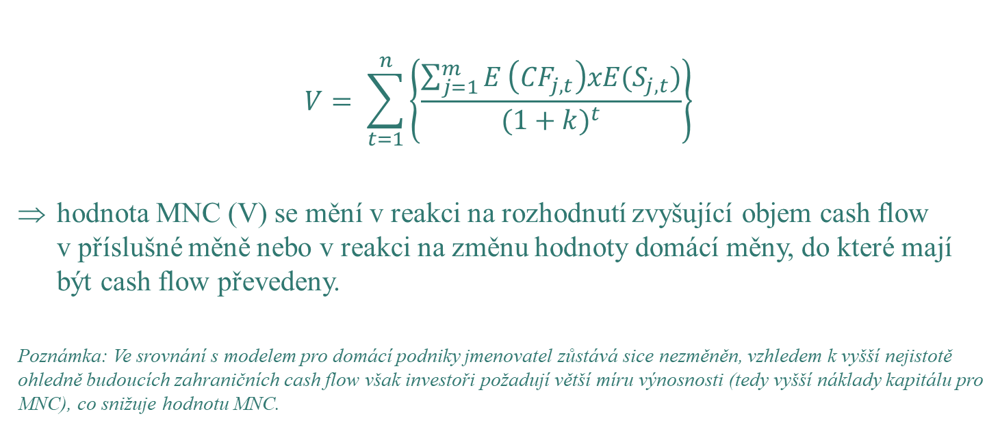 V = \sum_{t=1}^{n} \left\{ \frac{\sum_{j=1}^{m} E(CF_{j,t}) x E(S_{j,t})}{(1+k)^t} \right\}
⇒ hodnota MNC (V) se mění v reakci na rozhodnutí zvyšující objem cash flow
v příslušné měně nebo v reakci na změnu hodnoty domácí měny, do které mají
být cash flow převedeny.
Poznámka: Ve srovnání s modelem pro domácí podniky jmenovatel zůstává sice nezměněn, vzhledem k vyšší nejistotě
ohledně budoucích zahraničních cash flow však investoři požadují větší míru výnosnosti (tedy vyšší náklady kapitálu pro
MNC), co snižuje hodnotu MNC.